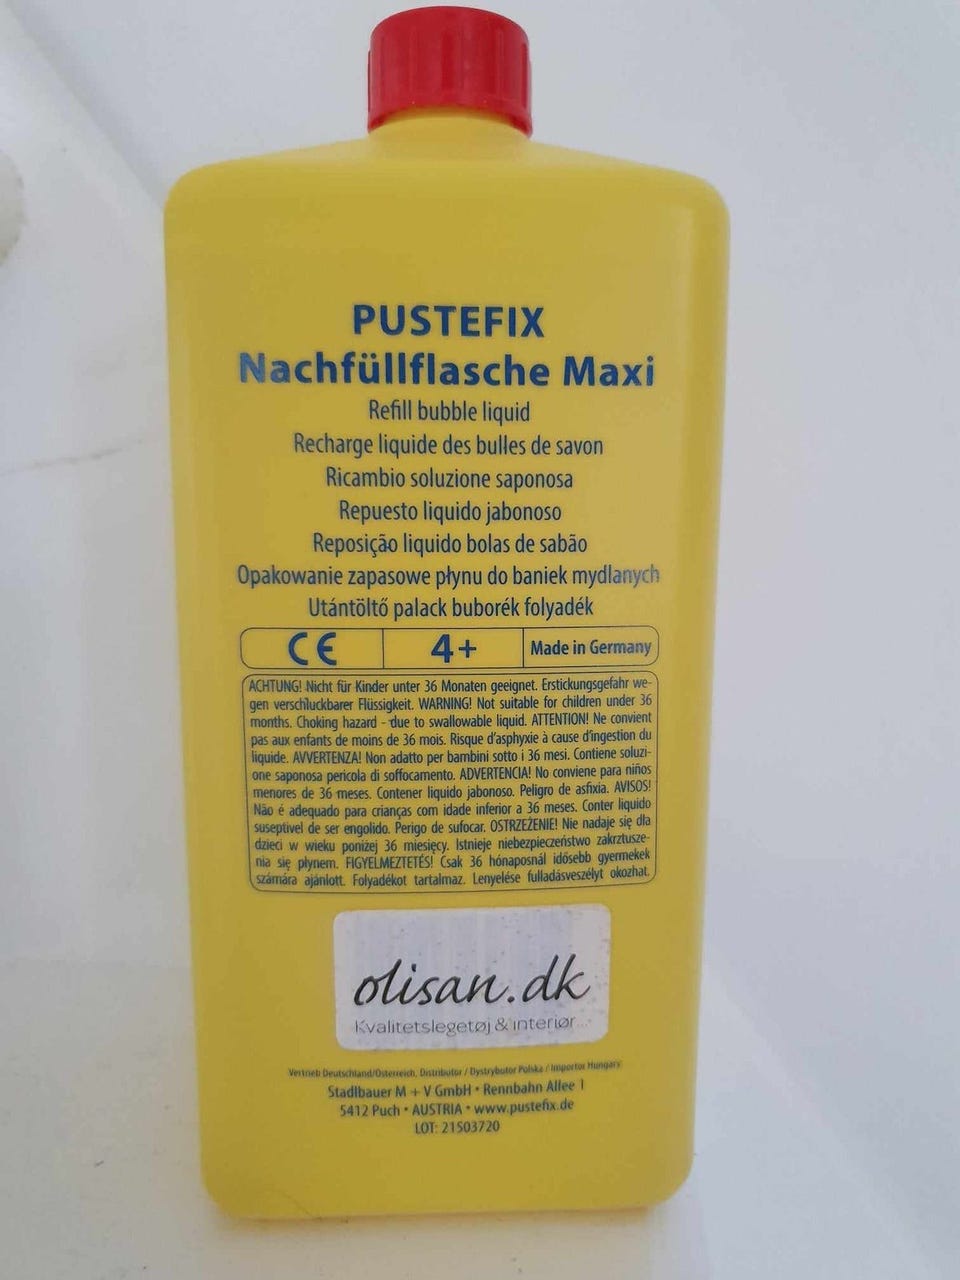 PUSTEFIX
Nachfüllflasche Maxi
Refill bubble liquid
Recharge liquide des bulles de savon
Ricambio soluzione saponosa
Repuesto liquido jabonoso
Reposição liquido bolas de sabão
Opakowanie zapasowe płynu do baniek mydlanych
Utántöltő palack buborék folyadék
CE 4+ Made in Germany
ACHTUNG! Nicht für Kinder unter 36 Monaten geeignet. Erstickungsgefahr we-
gen verschluckbarer Flüssigkeit. WARNING! Not suitable for children under 36
months. Choking hazard - due to swallowable liquid. ATTENTION! Ne convient
pas aux enfants de moins de 36 mois. Risque d'asphyxie à cause d'ingestion du
liquide. AVVERTENZA! Non adatto per bambini sotto i 36 mesi. Contiene soluzi-
one saponosa pericola di soffocamento. ADVERTENCIA! No conviene para niños
menores de 36 meses. Contener liquido jabonoso. Peligro de asfixia. AVISOS!
Não é adequado para crianças com idade inferior a 36 meses. Conter liquido
suseptivel de ser engolido. Perigo de sufocar. OSTRZEŻENIE! Nie nadaje się dla
dzieci w wieku poniżej 36 miesięcy. Istnieje niebezpieczeństwo zakrztusze-
nia się płynem. FIGYELMEZTETÉS! Csak 36 hónaposnál idősebb gyermekek
számára ajánlott. Folyadékot tartalmaz. Lenyelése fulladásveszélyt okozhat.
olisan.dk
Kvalitetslegetøj & interiør...
Vertrieb Deutschland/Österreich, Distributor / Dystrybutor Polska / Importor Hungary
Stadlbauer M + V GmbH • Rennbahn Allee 1
5412 Puch • AUSTRIA • www.pustefix.de
LOT: 21503720